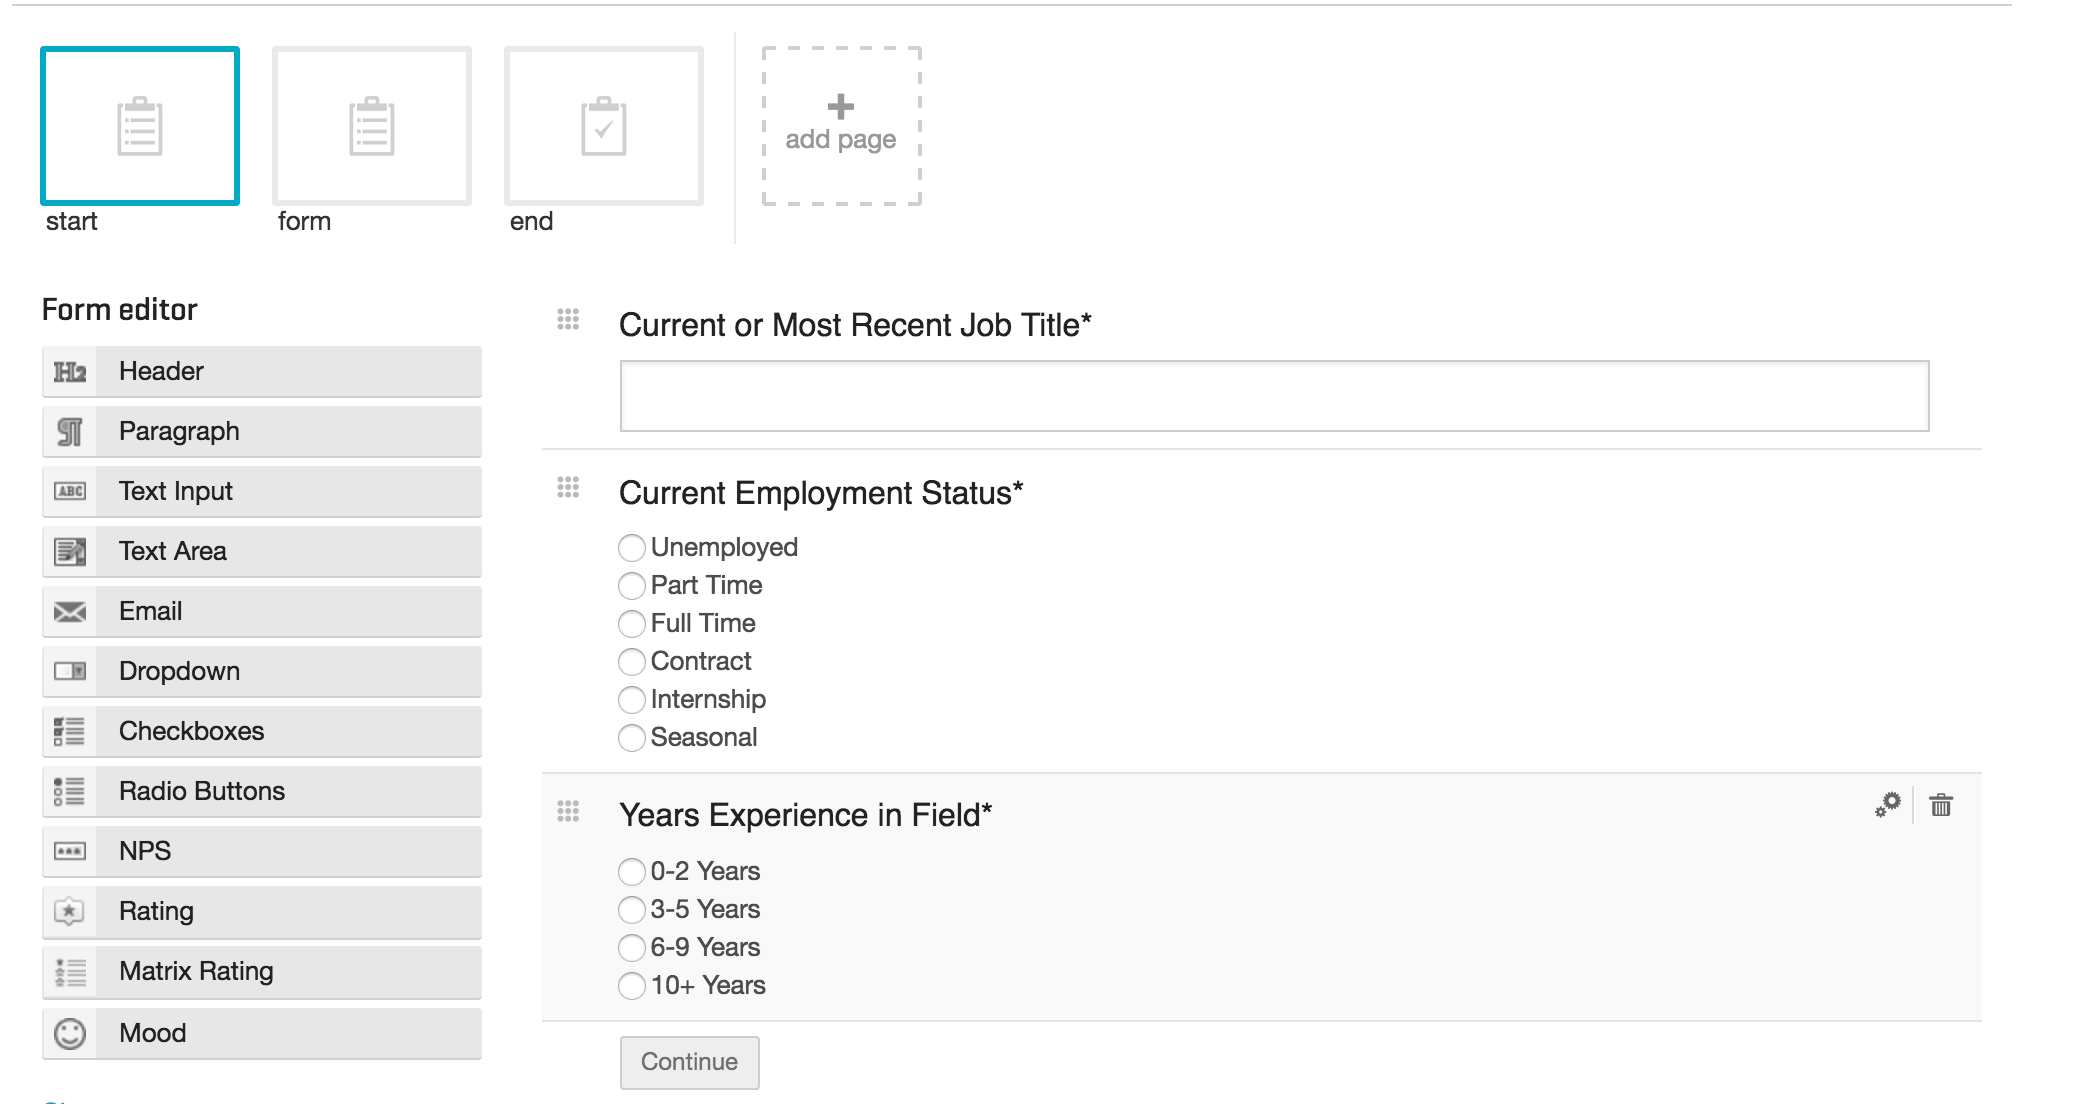 start
form
end
add page
Form editor
H2 Header
Paragraph
ABC Text Input
Text Area
Email
Dropdown
Checkboxes
Radio Buttons
NPS
Rating
Matrix Rating
Mood
Current or Most Recent Job Title*
Current Employment Status*
Unemployed
Part Time
Full Time
Contract
Internship
Seasonal
Years Experience in Field*
0-2 Years
3-5 Years
6-9 Years
10+ Years
Continue